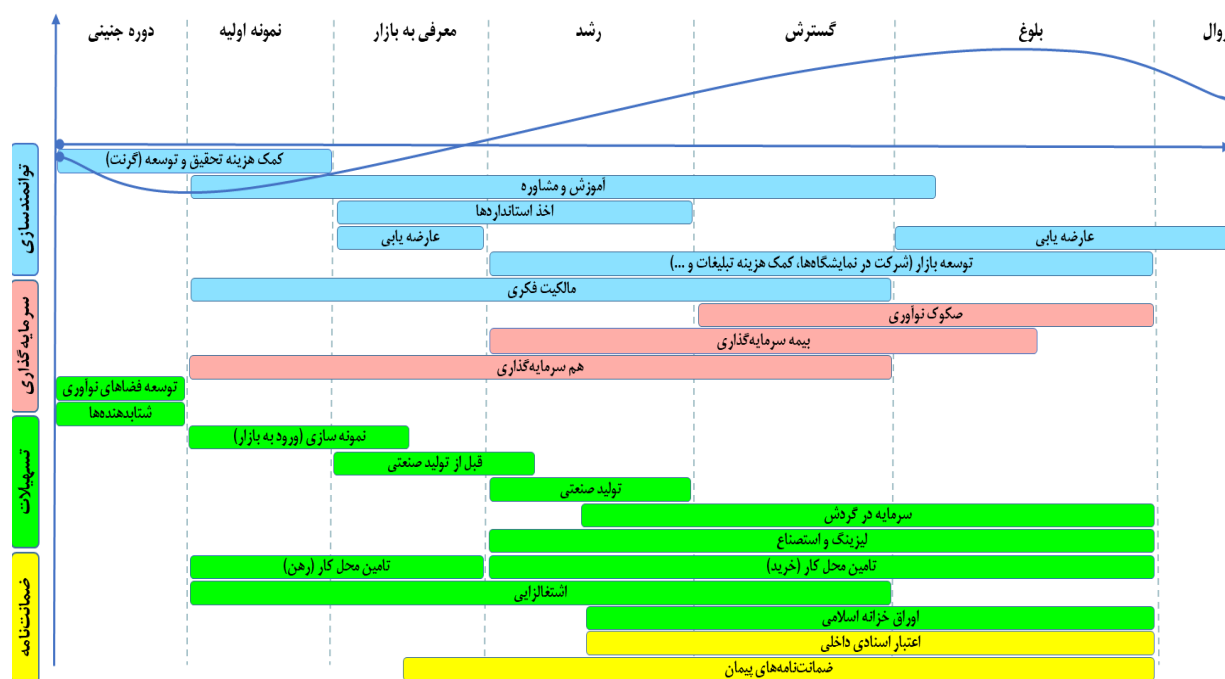 دوره جنینی
نمونه اولیه
معرفی به بازار
رشد
گسترش
بلوغ
توانمندسازی
کمک هزینه تحقیق و توسعه (گرنت)
آموزش و مشاوره
اخذ استانداردها
عارضه یابی
عارضه یابی
توسعه بازار (شرکت در نمایشگاه‌ها، کمک هزینه تبلیغات و ...)
مالکیت فکری
سرمایه‌گذاری
صکوک نوآوری
بیمه سرمایه‌گذاری
هم سرمایه‌گذاری
توسعه فضاهای نوآوری
شتابدهنده‌ها
تسهیلات
نمونه سازی (ورود به بازار)
قبل از تولید صنعتی
تولید صنعتی
سرمایه در گردش
لیزینگ و استصناع
تامین محل کار (رهن)
تامین محل کار (خرید)
اشتغالزایی
ضمانت‌نامه
اوراق خزانه اسلامی
اعتبار اسنادی داخلی
ضمانت‌نامه‌های پیمان